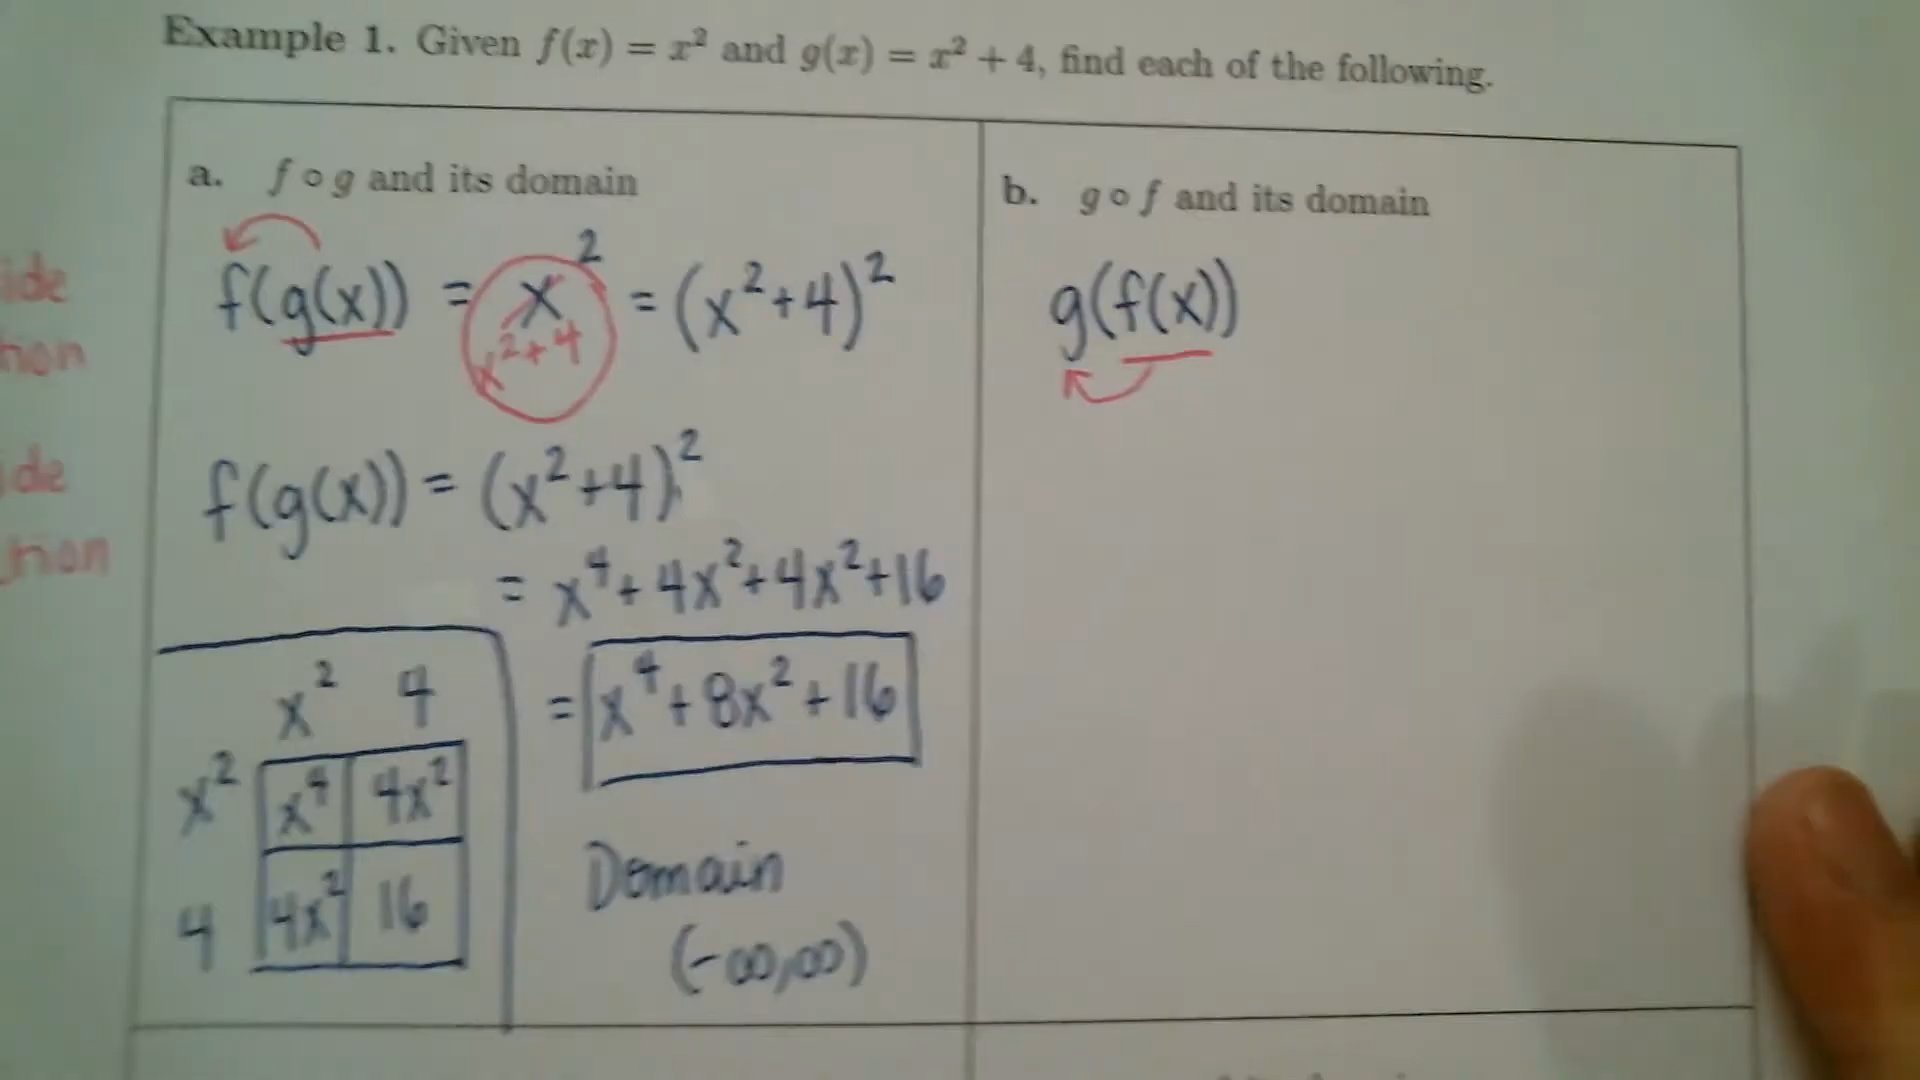 Example 1. Given f(x) = x² and g(x) = x² + 4, find each of the following.
a. f ∘ g and its domain
f(g(x)) = x² = (x²+4)²
x²+4
f(g(x)) = (x²+4)²
= x⁴+4x²+4x²+16
= x⁴+8x²+16
x² 4
x² x⁴ 4x²
4 4x² 16
Domain
(-∞,∞)
b. g ∘ f and its domain
g(f(x))